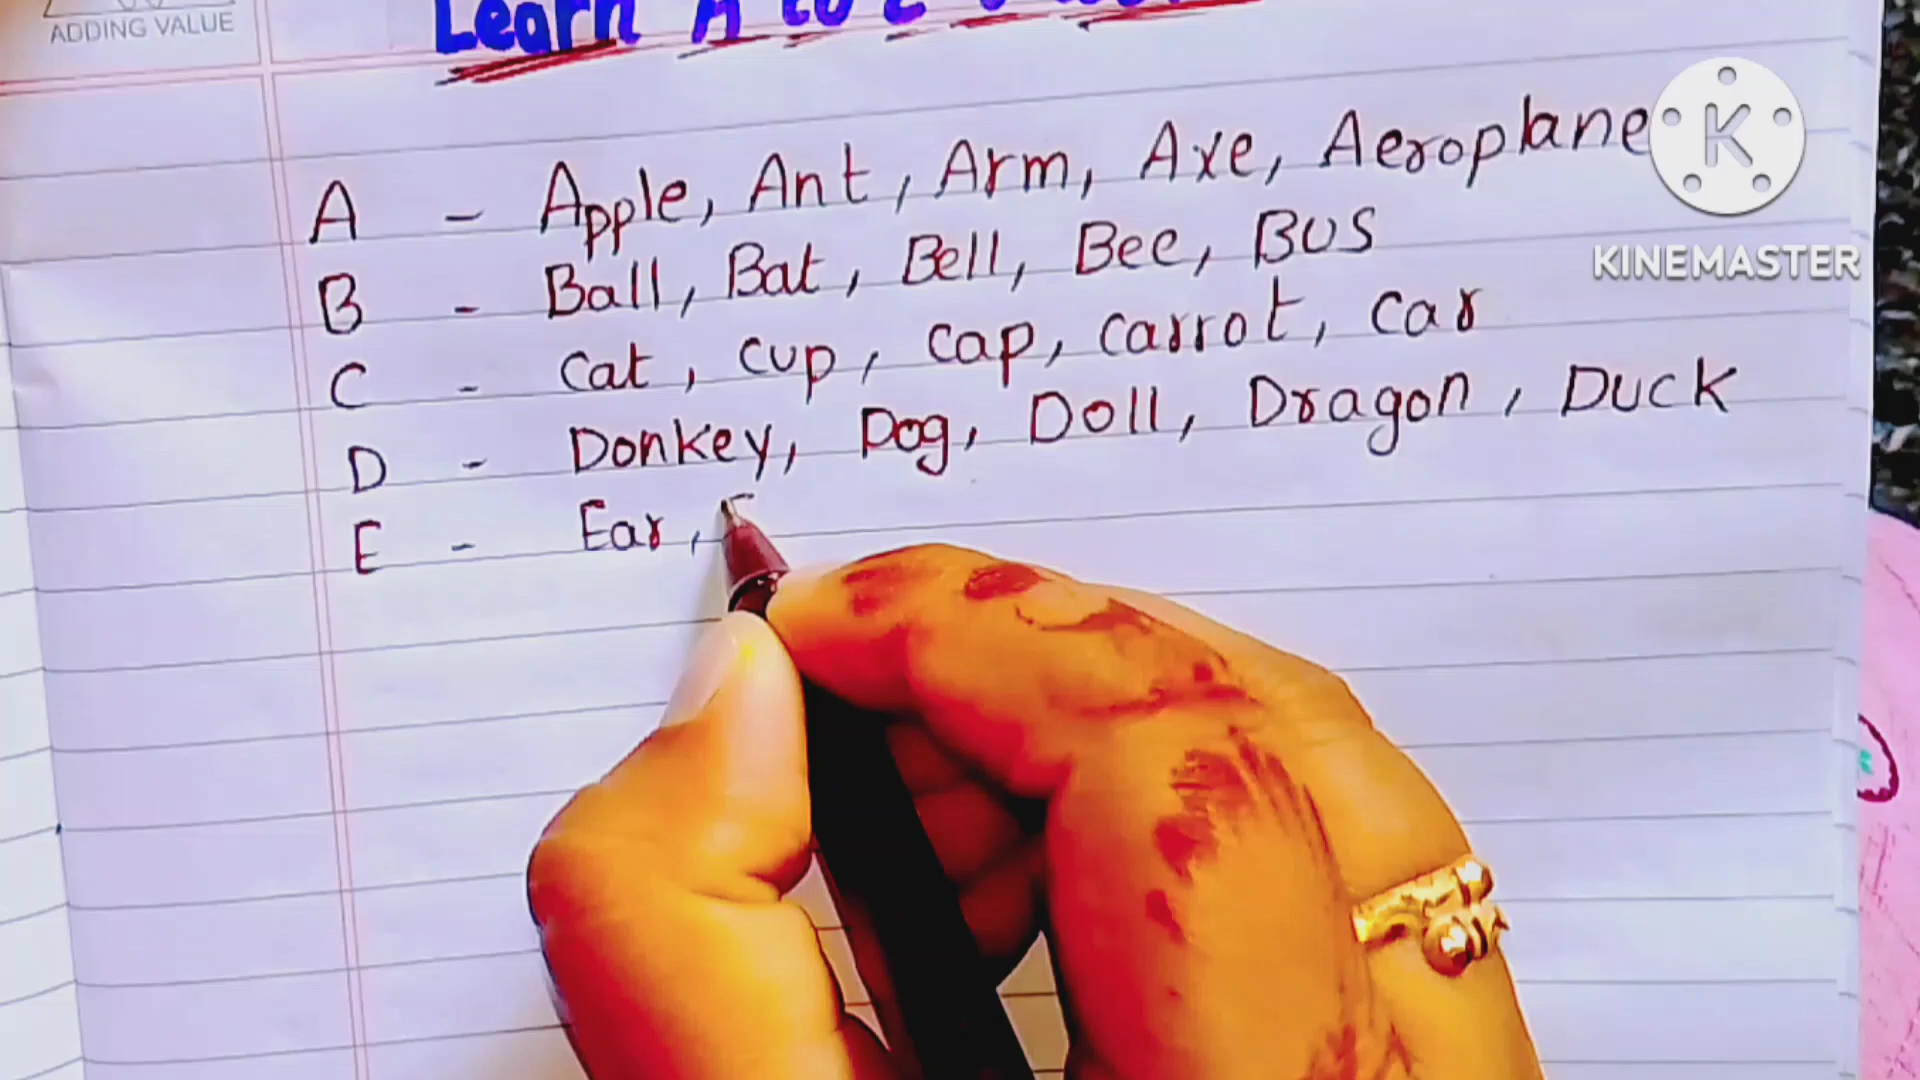 ADDING VALUE
Learn A to Z
A - Apple, Ant, Arm, Axe, Aeroplane
B - Ball, Bat, Bell, Bee, BUS
C - Cat, cup, cap, carrot, car
D - Donkey, Dog, Doll, Dragon, Duck
E - Ear,
K
KINEMASTER